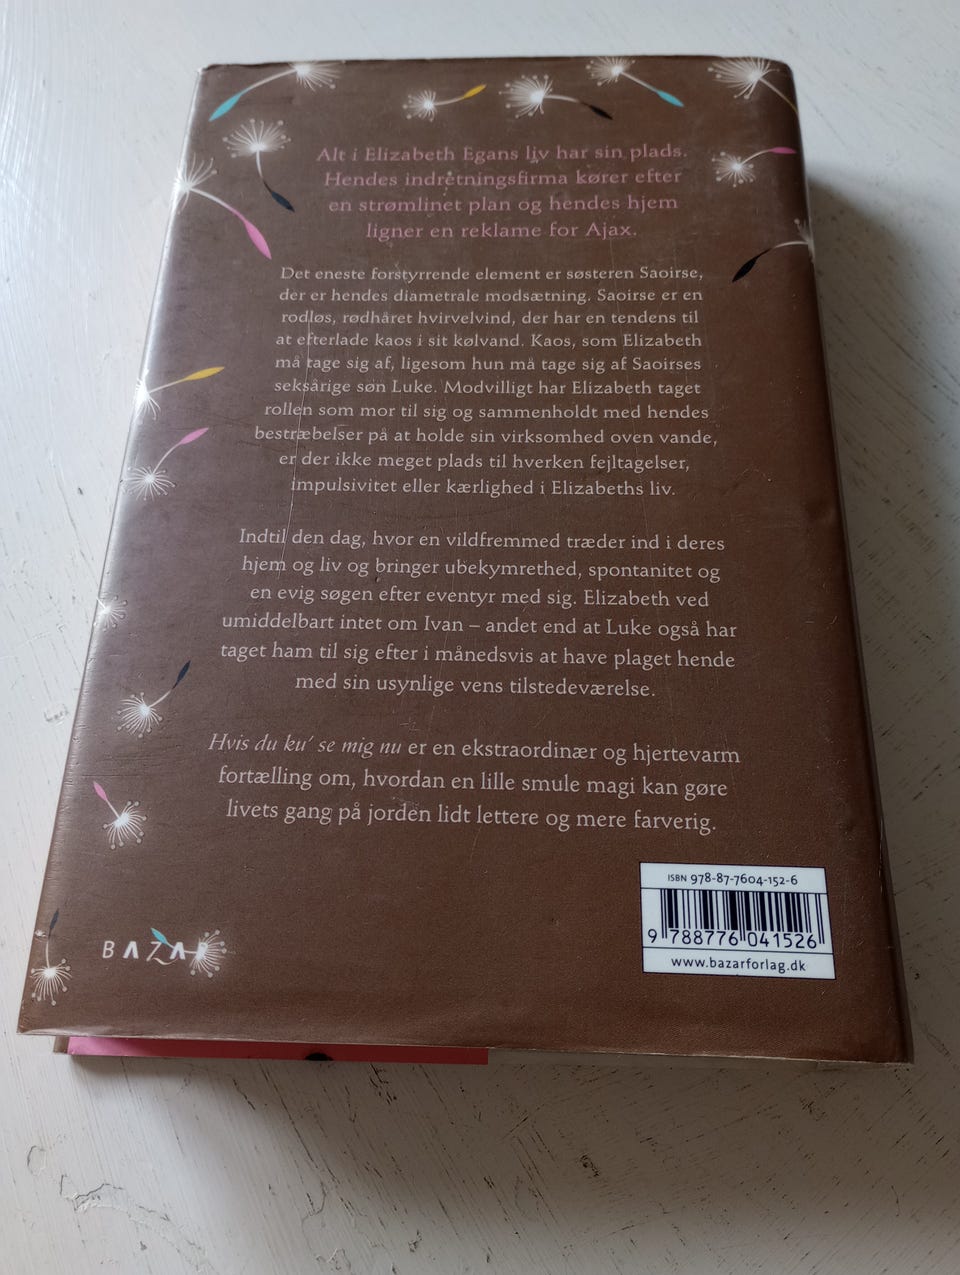 Alt i Elizabeth Egans liv har sin plads.
Hendes indretningsfirma kører efter
en strømlinet plan og hendes hjem
ligner en reklame for Ajax.
Det eneste forstyrrende element er søsteren Saoirse,
der er hendes diametrale modsætning. Saoirse er en
rodløs, rødhåret hvirvelvind, der har en tendens til
at efterlade kaos i sit kølvand. Kaos, som Elizabeth
må tage sig af, ligesom hun må tage sig af Saoirses
seksårige søn Luke. Modvilligt har Elizabeth taget
rollen som mor til sig og sammenholdt med hendes
bestræbelser på at holde sin virksomhed oven vande,
er der ikke meget plads til hverken fejltagelser,
impulsivitet eller kærlighed i Elizabeths liv.
Indtil den dag, hvor en vildfremmed træder ind i deres
hjem og liv og bringer ubekymrethed, spontanitet og
en evig søgen efter eventyr med sig. Elizabeth ved
umiddelbart intet om Ivan – andet end at Luke også har
taget ham til sig efter i månedsvis at have plaget hende
med sin usynlige vens tilstedeværelse.
Hvis du ku' se mig nu er en ekstraordinær og hjertevarm
fortælling om, hvordan en lille smule magi kan gøre
livets gang på jorden lidt lettere og mere farverig.
ISBN 978-87-7604-152-6
9 788776 041526
www.bazarforlag.dk
BAZAR